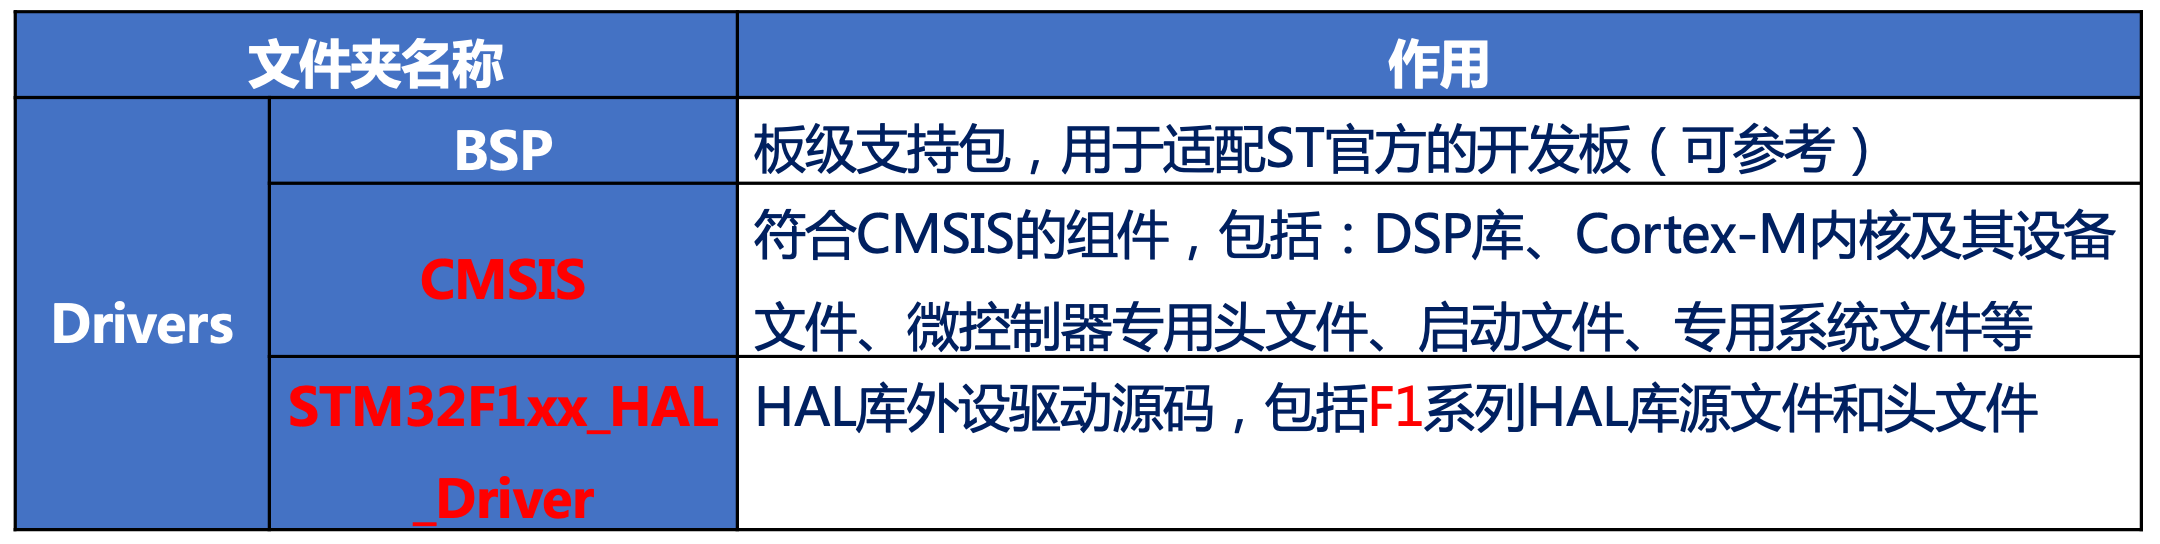 文件夹名称
作用
Drivers
BSP
板级支持包，用于适配ST官方的开发板（可参考）
CMSIS
符合CMSIS的组件，包括：DSP库、Cortex-M内核及其设备
文件、微控制器专用头文件、启动文件、专用系统文件等
STM32F1xx_HAL
_Driver
HAL库外设驱动源码，包括F1系列HAL库源文件和头文件